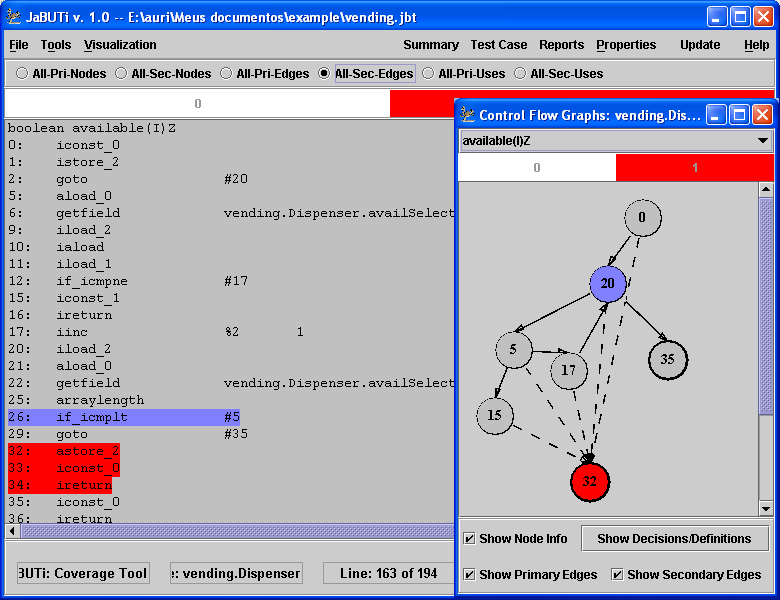 JaBUTi v. 1.0 -- E:\auri\Meus documentos\example\vending.jbt
File Tools Visualization Summary Test Case Reports Properties Update Help
All-Pri-Nodes All-Sec-Nodes All-Pri-Edges All-Sec-Edges All-Pri-Uses All-Sec-Uses
0
boolean available(I)Z
0: iconst_0
1: istore_2
2: goto #20
5: aload_0
6: getfield vending.Dispenser.availSelect
9: iload_2
10: iaload
11: iload_1
12: if_icmpne #17
15: iconst_1
16: ireturn
17: iinc %2 1
20: iload_2
21: aload_0
22: getfield vending.Dispenser.availSelect
25: arraylength
26: if_icmplt #5
29: goto #35
32: astore_2
33: iconst_0
34: ireturn
35: iconst_0
36: ireturn
BUTi: Coverage Tool e: vending.Dispenser Line: 163 of 194
Control Flow Graphs: vending.Dis...
available(I)Z
0 1
0
20
5
17
35
15
32
Show Node Info Show Decisions/Definitions
Show Primary Edges Show Secondary Edges